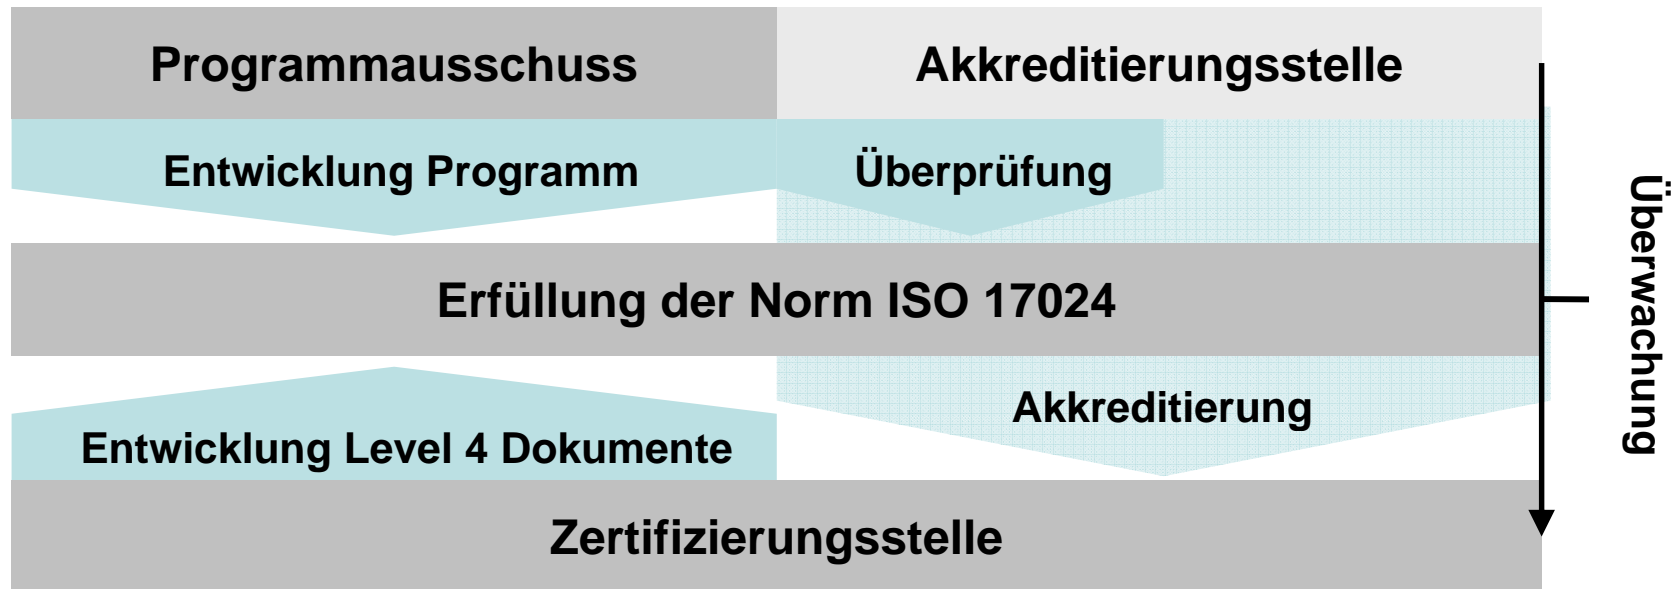 Programmausschuss
Akkreditierungsstelle
Entwicklung Programm
Überprüfung
Erfüllung der Norm ISO 17024
Überwachung
Akkreditierung
Entwicklung Level 4 Dokumente
Zertifizierungsstelle